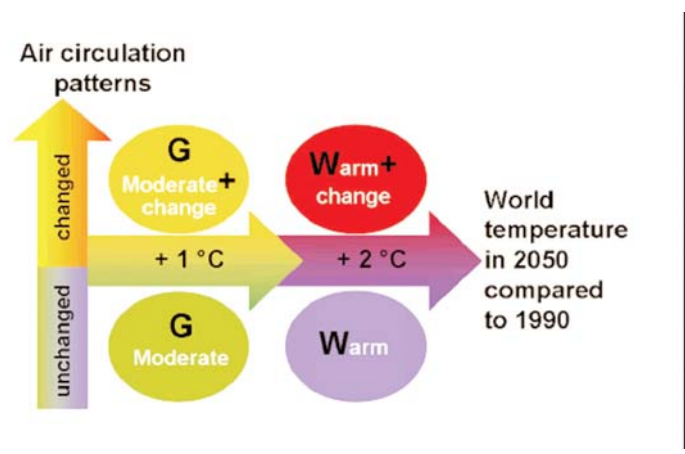 Air circulation
patterns
changed
unchanged
G
Moderate+
change
Warm+
change
+ 1 °C
+ 2 °C
G
Moderate
Warm
World
temperature
in 2050
compared
to 1990